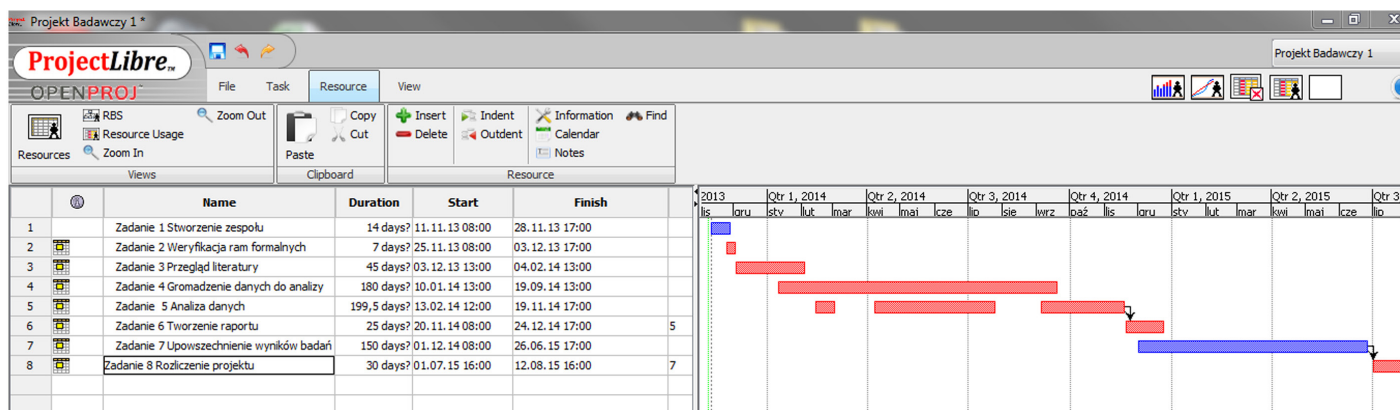 Projekt Badawczy 1 *
ProjectLibre™
OPENPROJ
Projekt Badawczy 1
File Task Resource View
RBS Zoom Out Copy Insert Indent Information Find
Resource Usage Cut Delete Outdent Calendar
Resources Zoom In Paste Notes
Views Clipboard Resource
2013 Qtr 1, 2014 Qtr 2, 2014 Qtr 3, 2014 Qtr 4, 2014 Qtr 1, 2015 Qtr 2, 2015 Qtr 3
lis gru sty lut mar kwi maj cze lip sie wrz paź lis gru sty lut mar kwi maj cze lip
Name Duration Start Finish
1 Zadanie 1 Stworzenie zespołu 14 days? 11.11.13 08:00 28.11.13 17:00
2 Zadanie 2 Weryfikacja ram formalnych 7 days? 25.11.13 08:00 03.12.13 17:00
3 Zadanie 3 Przegląd literatury 45 days? 03.12.13 13:00 04.02.14 13:00
4 Zadanie 4 Gromadzenie danych do analizy 180 days? 10.01.14 13:00 19.09.14 13:00
5 Zadanie 5 Analiza danych 199,5 days? 13.02.14 12:00 19.11.14 17:00
6 Zadanie 6 Tworzenie raportu 25 days? 20.11.14 08:00 24.12.14 17:00 5
7 Zadanie 7 Upowszechnienie wyników badań 150 days? 01.12.14 08:00 26.06.15 17:00
8 Zadanie 8 Rozliczenie projektu 30 days? 01.07.15 16:00 12.08.15 16:00 7